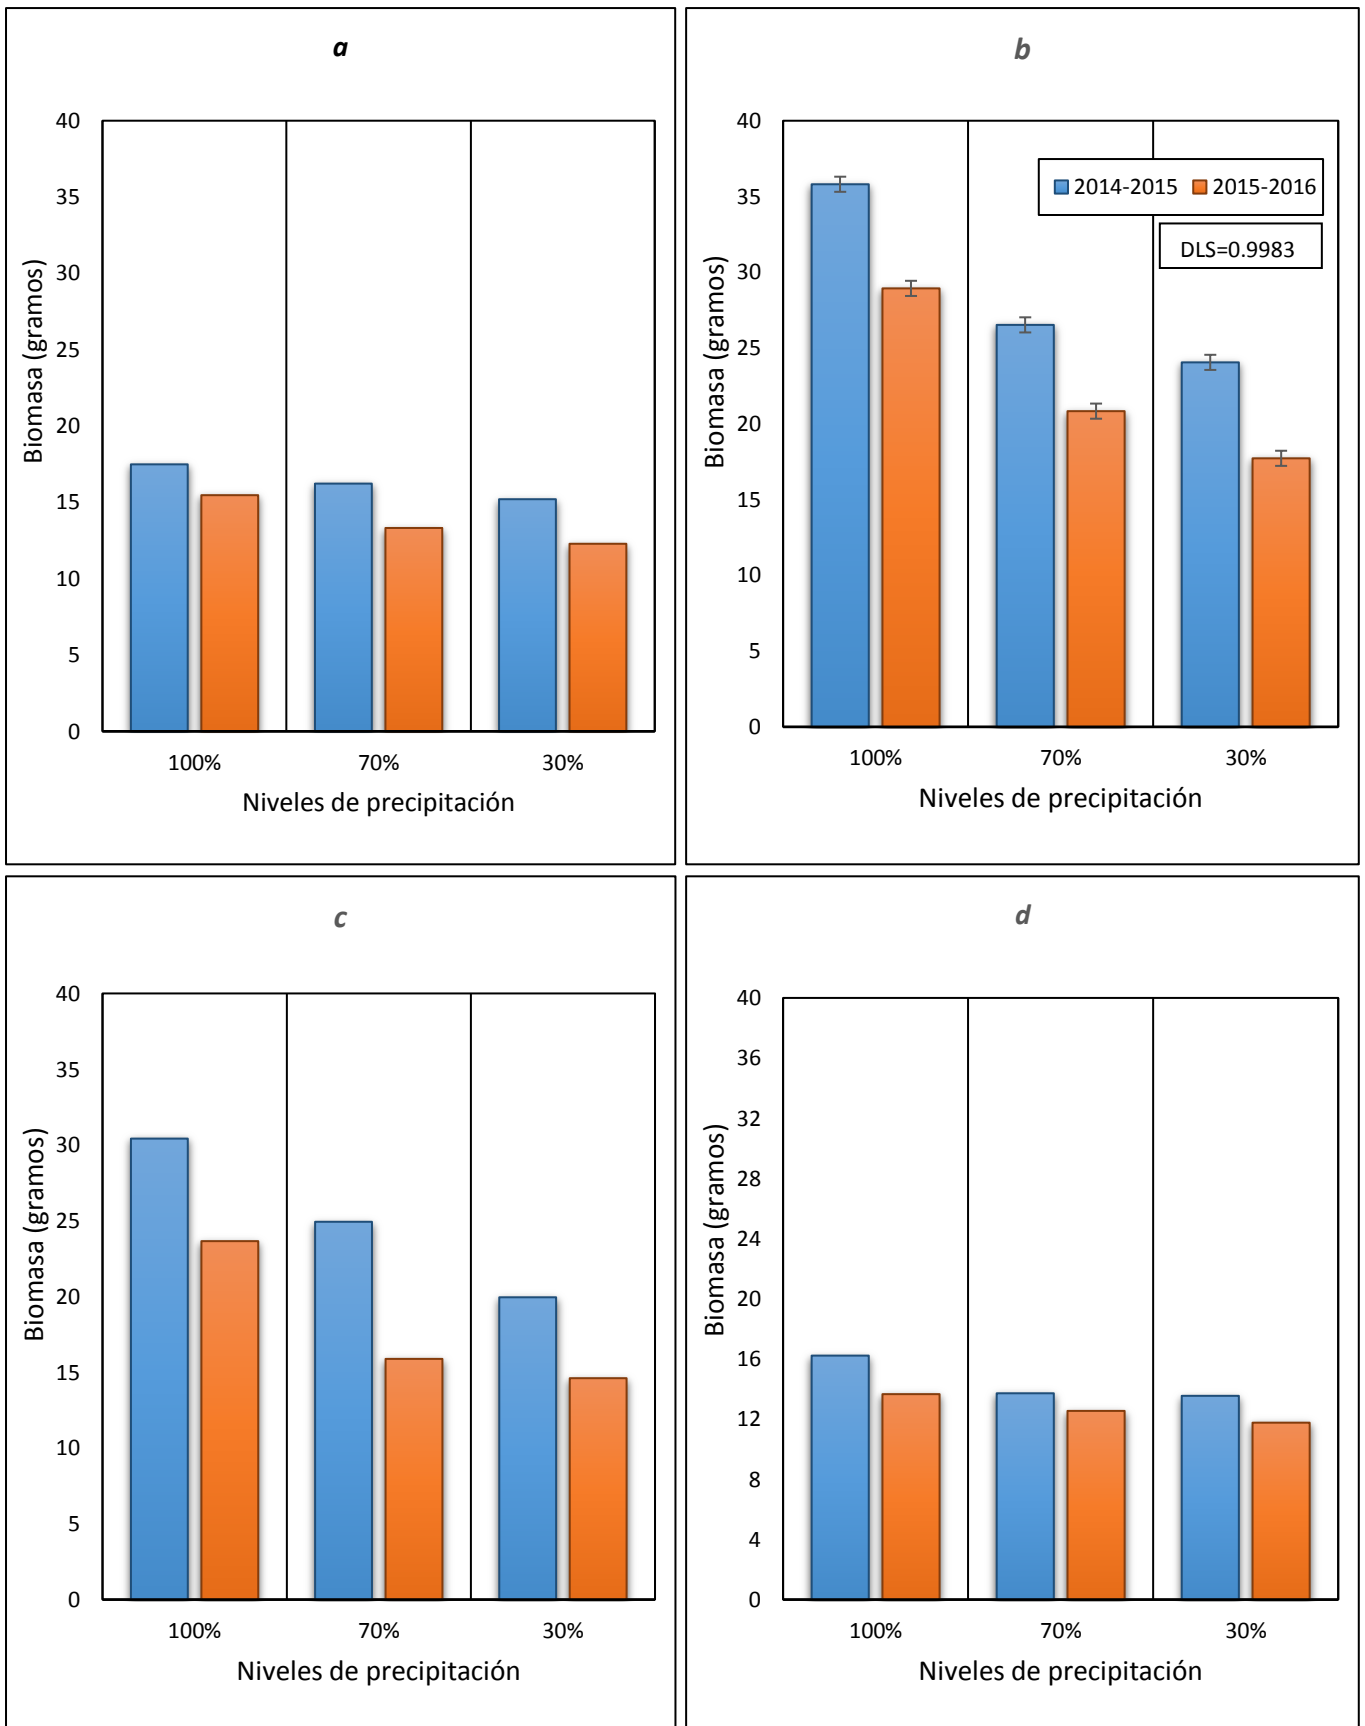 a
40
35
30
25
20
15
10
5
0
Biomasa (gramos)
100% 70% 30%
Niveles de precipitación
b
40
35
30
25
20
15
10
5
0
Biomasa (gramos)
2014-2015 2015-2016
DLS=0.9983
100% 70% 30%
Niveles de precipitación
c
40
35
30
25
20
15
10
5
0
Biomasa (gramos)
100% 70% 30%
Niveles de precipitación
d
40
36
32
28
24
20
16
12
8
4
0
Biomasa (gramos)
100% 70% 30%
Niveles de precipitación